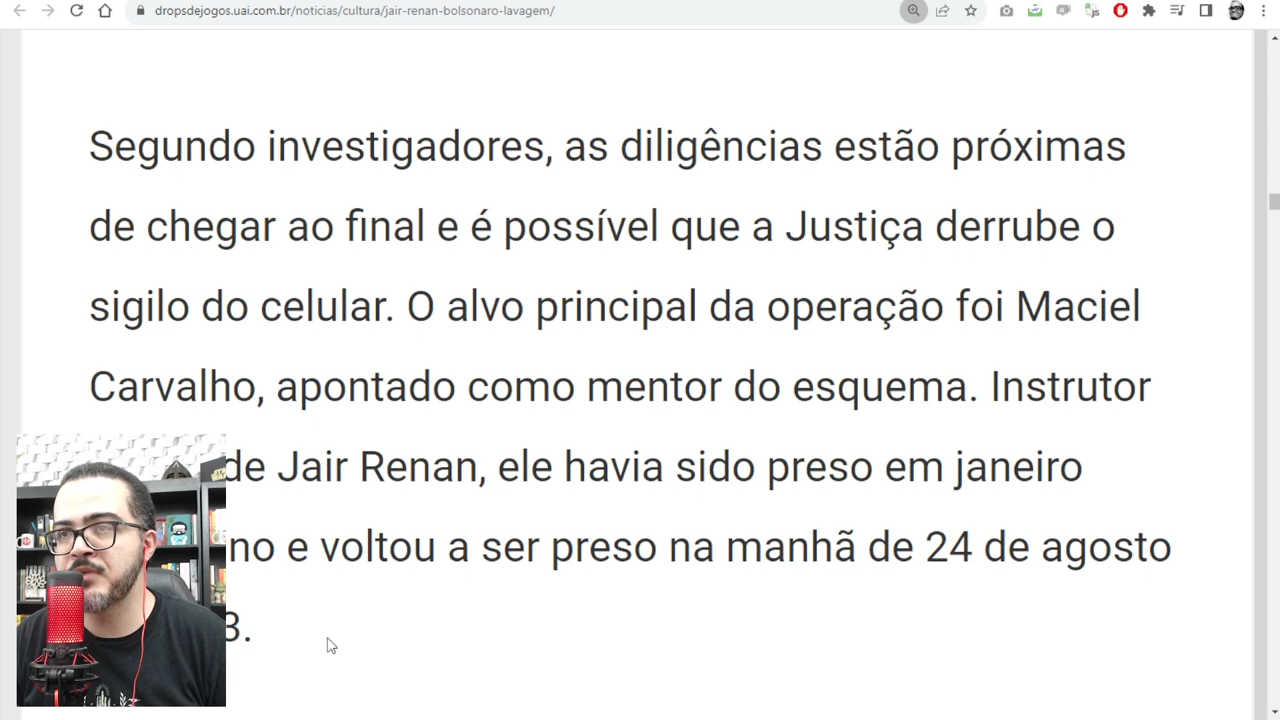 dropsdejogos.uai.com.br/noticias/cultura/jair-renan-bolsonaro-lavagem/
Segundo investigadores, as diligências estão próximas
de chegar ao final e é possível que a Justiça derrube o
sigilo do celular. O alvo principal da operação foi Maciel
Carvalho, apontado como mentor do esquema. Instrutor
de Jair Renan, ele havia sido preso em janeiro
no e voltou a ser preso na manhã de 24 de agosto
3.